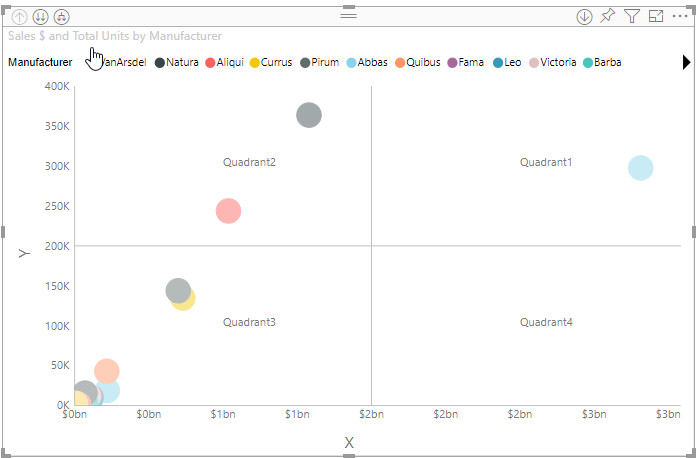 Sales $ and Total Units by Manufacturer
Manufacturer VanArsdel Natura Aliqui Currus Pirum Abbas Quibus Fama Leo Victoria Barba
400K
350K
300K
Quadrant2 Quadrant1
250K
Y
200K
150K
100K
Quadrant3 Quadrant4
50K
0K
$0bn $0bn $1bn $1bn $2bn $2bn $2bn $3bn $3bn
X